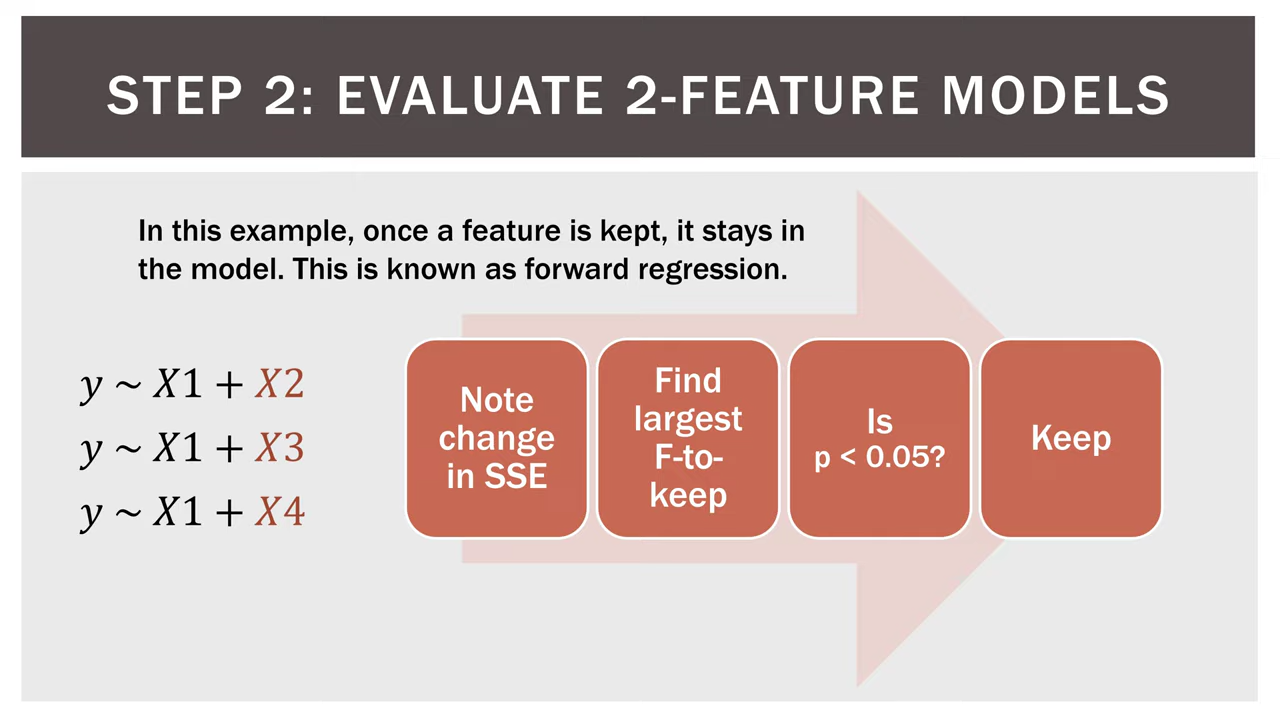 STEP 2: EVALUATE 2-FEATURE MODELS
In this example, once a feature is kept, it stays in
the model. This is known as forward regression.
y ~ X1 + X2
y ~ X1 + X3
y ~ X1 + X4
Note
change
in SSE
Find
largest
F-to-
keep
Is
p < 0.05?
Keep